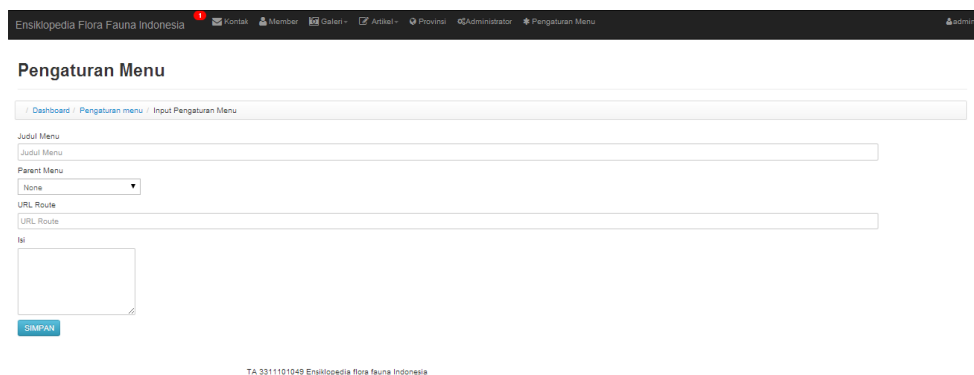 Ensiklopedia Flora Fauna Indonesia 1 Kontak Member Galeri Artikel Provinsi Administrator Pengaturan Menu admin
Pengaturan Menu
/ Dashboard / Pengaturan menu / Input Pengaturan Menu
Judul Menu
Judul Menu
Parent Menu
None
URL Route
URL Route
Isi
SIMPAN
TA 3311101049 Ensiklopedia flora fauna Indonesia